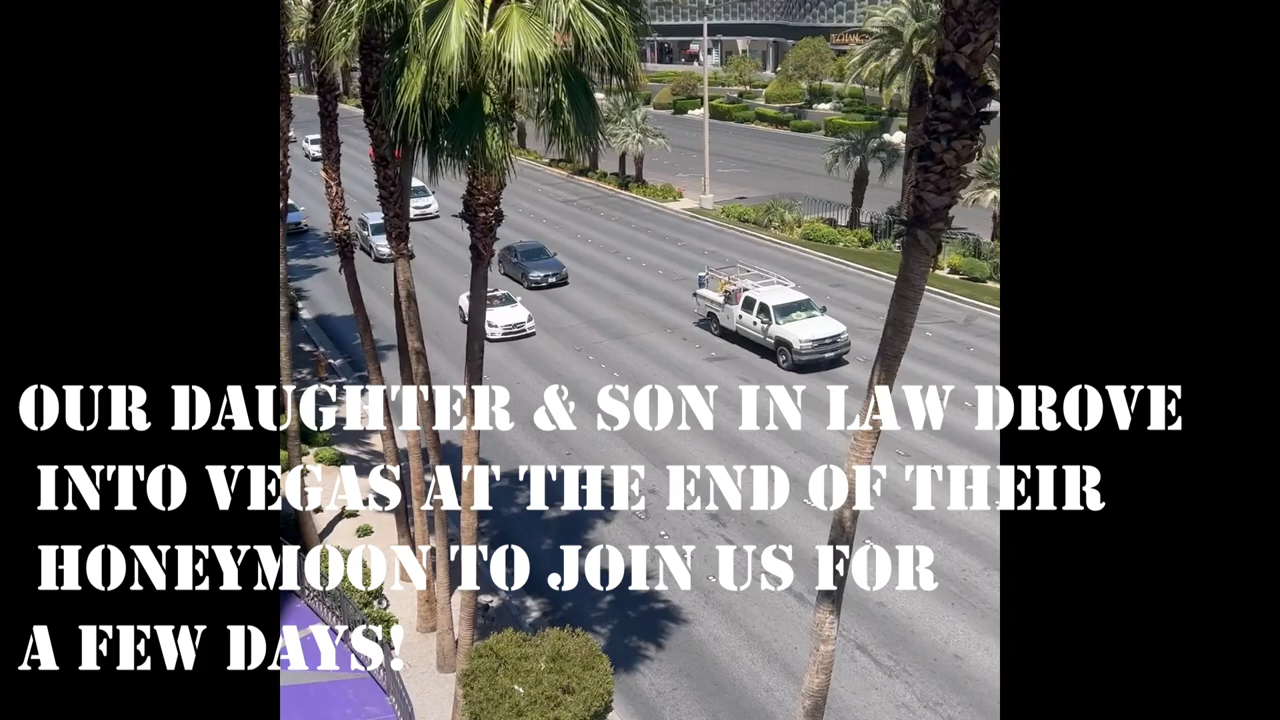 P.F. CHANG'S
OUR DAUGHTER & SON IN LAW DROVE
INTO VEGAS AT THE END OF THEIR
HONEYMOON TO JOIN US FOR
A FEW DAYS!